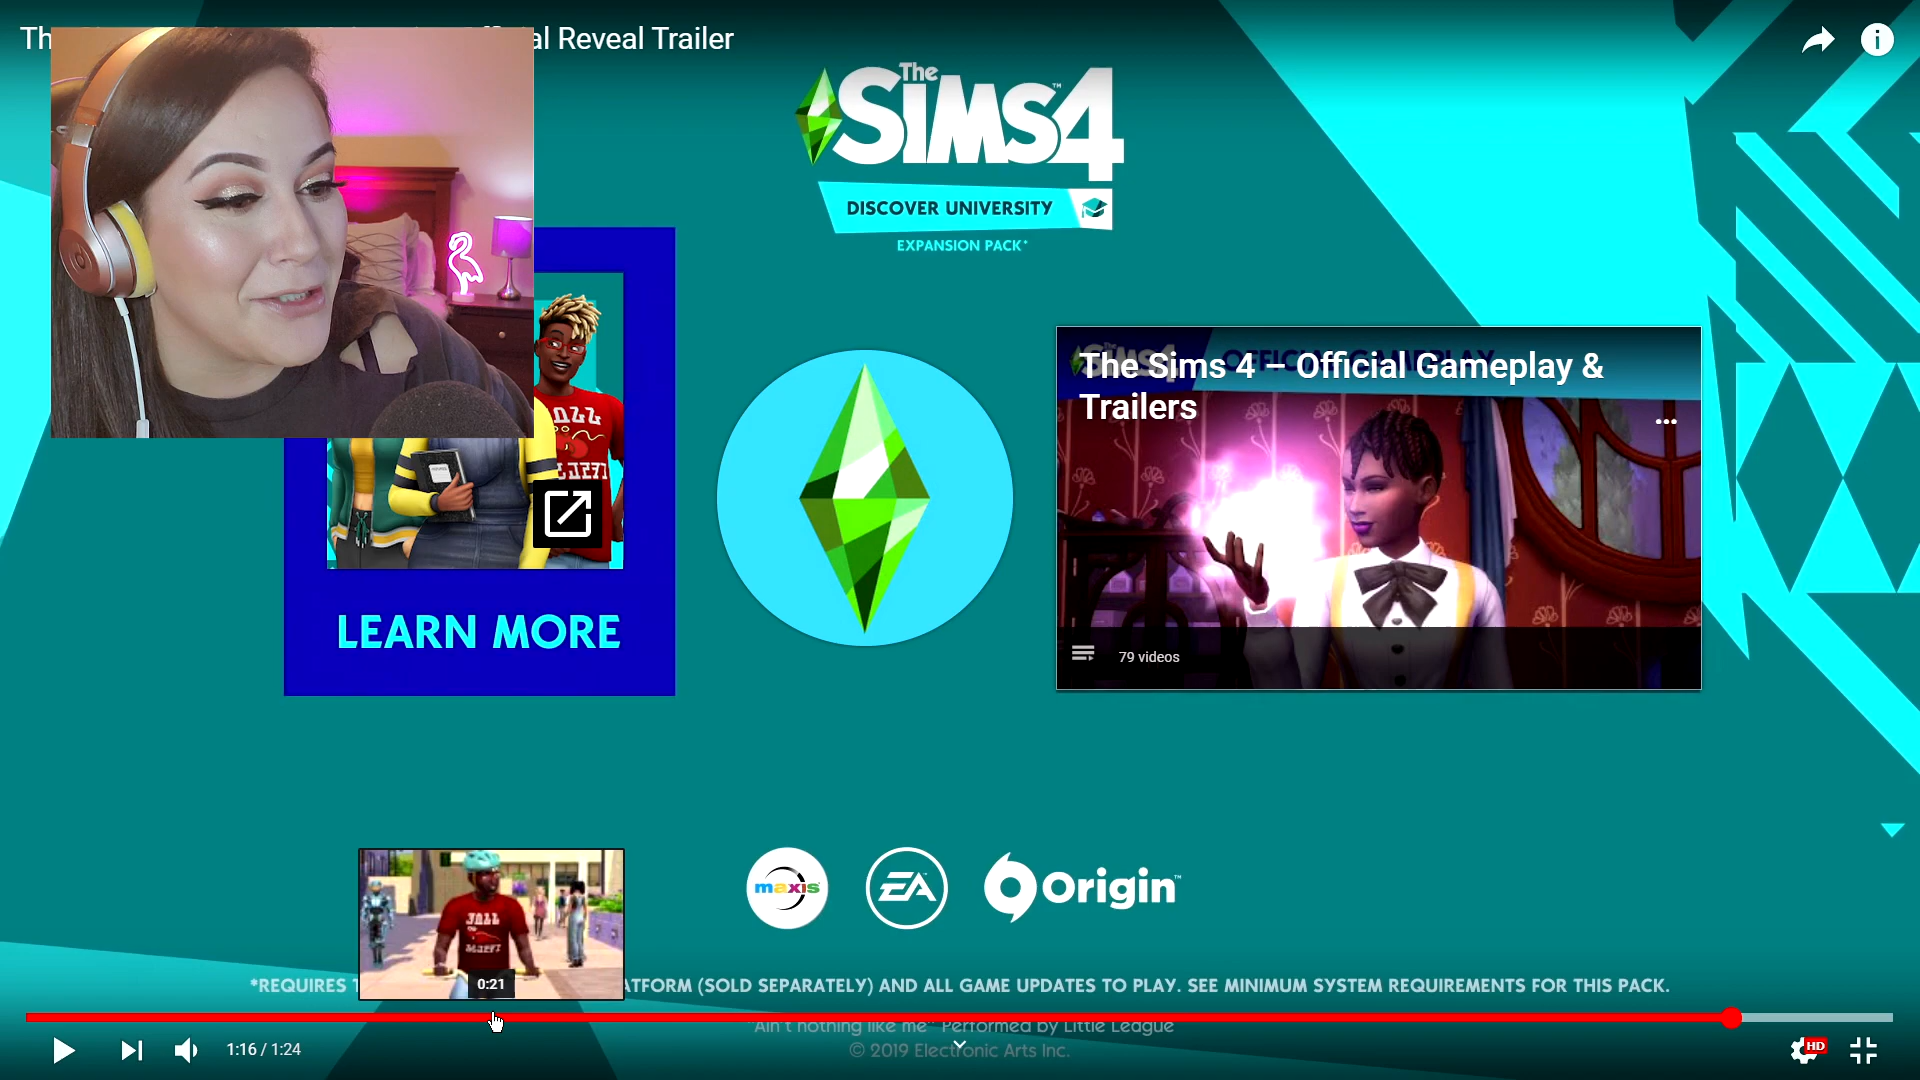 Th al Reveal Trailer
The
SiMS4
DISCOVER UNIVERSITY
EXPANSION PACK*
The Sims 4 – Official Gameplay &
Trailers
79 videos
LEARN MORE
maxis
EA
Origin™
0:21
*REQUIRES T ATFORM (SOLD SEPARATELY) AND ALL GAME UPDATES TO PLAY. SEE MINIMUM SYSTEM REQUIREMENTS FOR THIS PACK.
"Ain't nothing like me" Performed by Little League
© 2019 Electronic Arts Inc.
1:16 / 1:24
HD